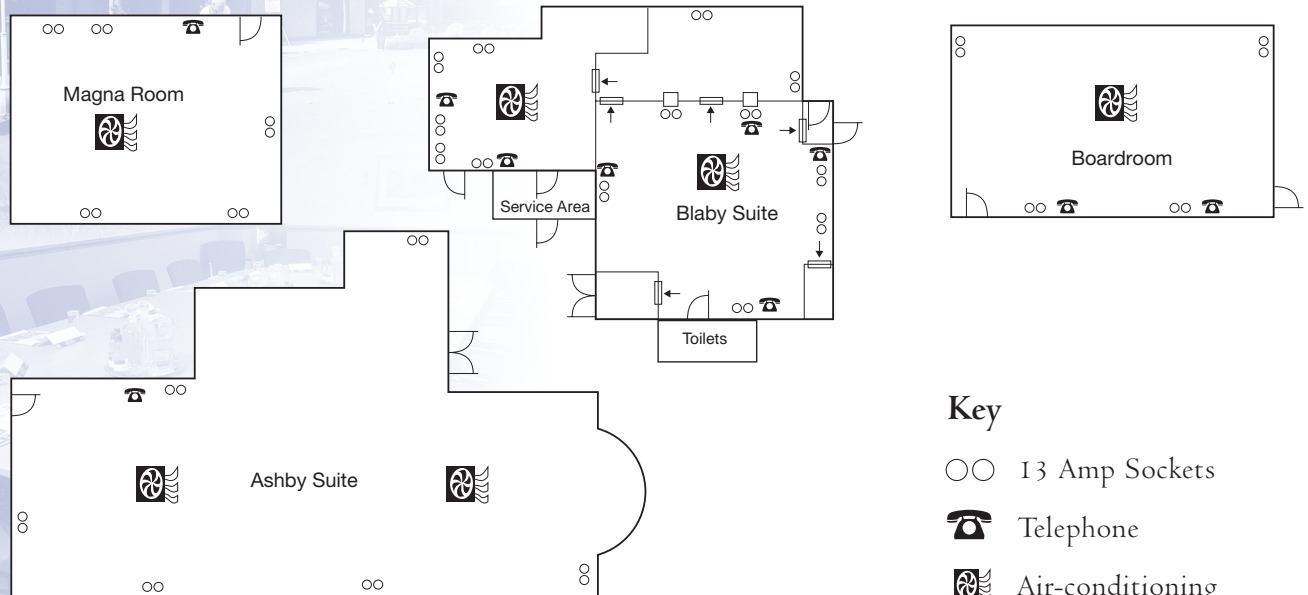 Magna Room
Service Area
Blaby Suite
Boardroom
Toilets
Ashby Suite
Key
13 Amp Sockets
Telephone
Air-conditioning